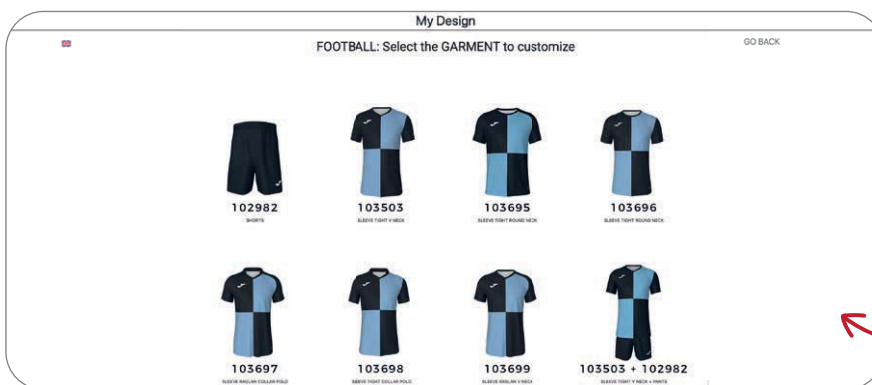 My Design
FOOTBALL: Select the GARMENT to customize
GO BACK
102982
SHORTS
103503
SLEEVE TIGHT V NECK
103695
SLEEVE TIGHT ROUND NECK
103696
SLEEVE TIGHT ROUND NECK
103697
SLEEVE RAGLAN COLLAR POLO
103698
SLEEVE TIGHT COLLAR POLO
103699
SLEEVE RAGLAN V NECK
103503 + 102982
SLEEVE TIGHT V NECK + PANTS